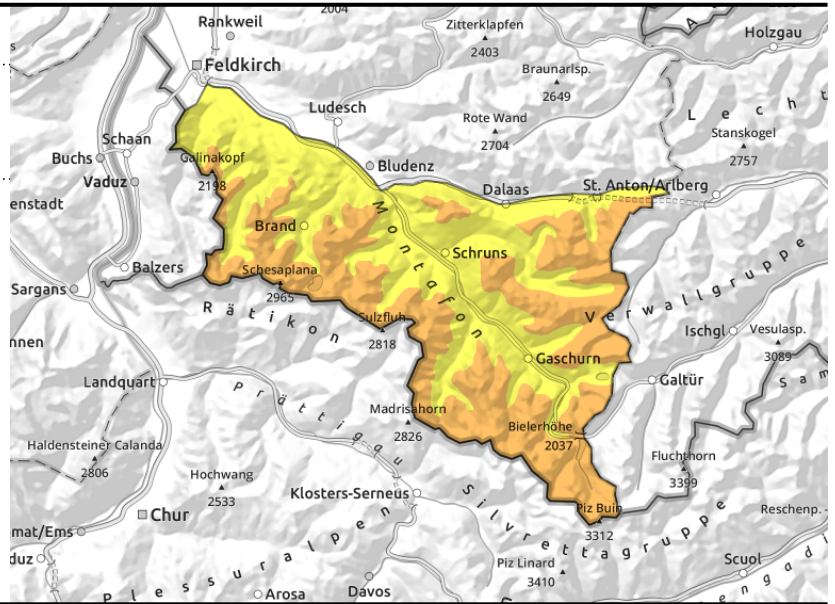 2004
Rankweil
Zitterklapfen
2403
Holzgau
Feldkirch
Braunarlsp.
2649
Ludesch
Rote Wand
2704
L e c h t
Stanskogel
2757
Schaan
Buchs
Galinakopf
2198
Bludenz
Vaduz
Dalaas
St. Anton/Arlberg
enstadt
Brand
Montafon
Schruns
Balzers
Schesaplana
2965
Sargans
Rätikon
Sulzfluh
2818
Verwallgruppe
Ischgl
Vesulasp.
3089
nnen
Gaschurn
Landquart
Galtür
Sam
Prättigau
Madrisahorn
2826
Bielerhöhe
2037
Haldensteiner Calanda
2806
Fluchthorn
3399
Hochwang
2533
Klosters-Serneus
Silvrettagruppe
Chur
Piz Buin
3312
Reschenp.
mat/Ems
duz
Piz Linard
3410
Scuol
Plessuralpen
Davos
Arosa
engadi